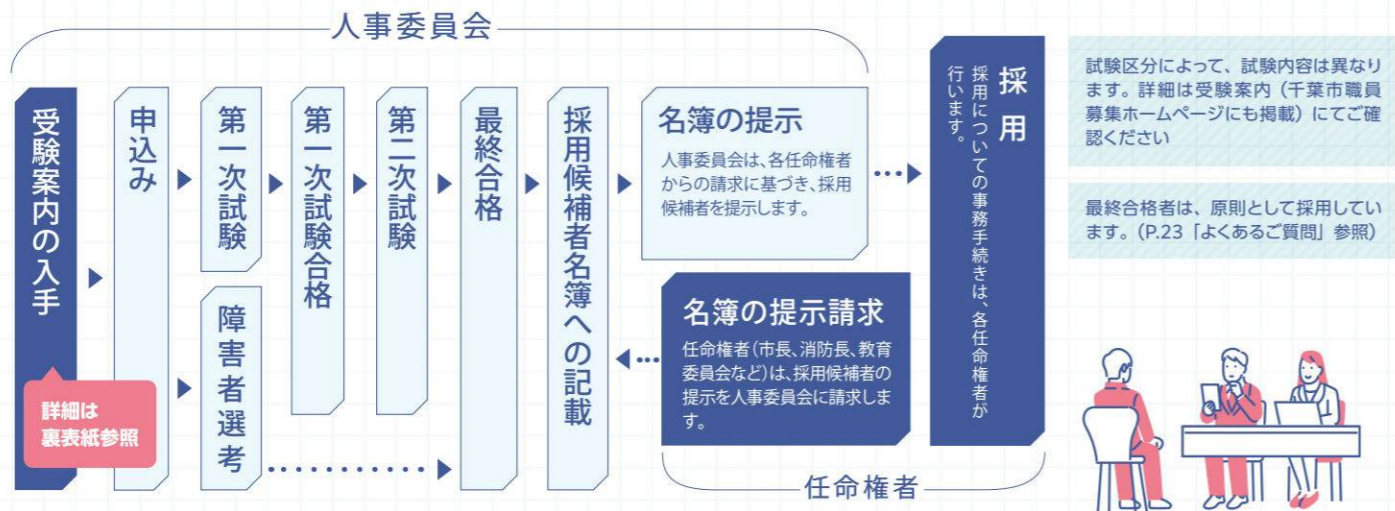 人事委員会
受験案内の入手
詳細は
裏表紙参照
申込み
第一次試験
障害者選考
第一次試験合格
第二次試験
最終合格
採用候補者名簿への記載
名簿の提示
人事委員会は、各任命権者
からの請求に基づき、採用
候補者を提示します。
名簿の提示請求
任命権者(市長、消防長、教育
委員会など)は、採用候補者の
提示を人事委員会に請求しま
す。
採用
採用についての事務手続きは、各任命権者が
行います。
任命権者
試験区分によって、試験内容は異なり
ます。詳細は受験案内(千葉市職員
募集ホームページにも掲載)にてご確
認ください
最終合格者は、原則として採用してい
ます。(P.23「よくあるご質問」参照)